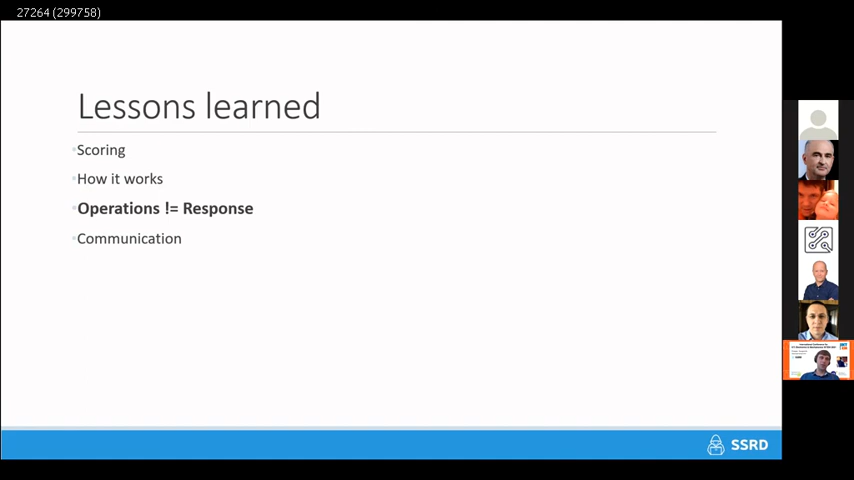 27264 (299758)
Lessons learned
Scoring
How it works
Operations != Response
Communication
SSRD